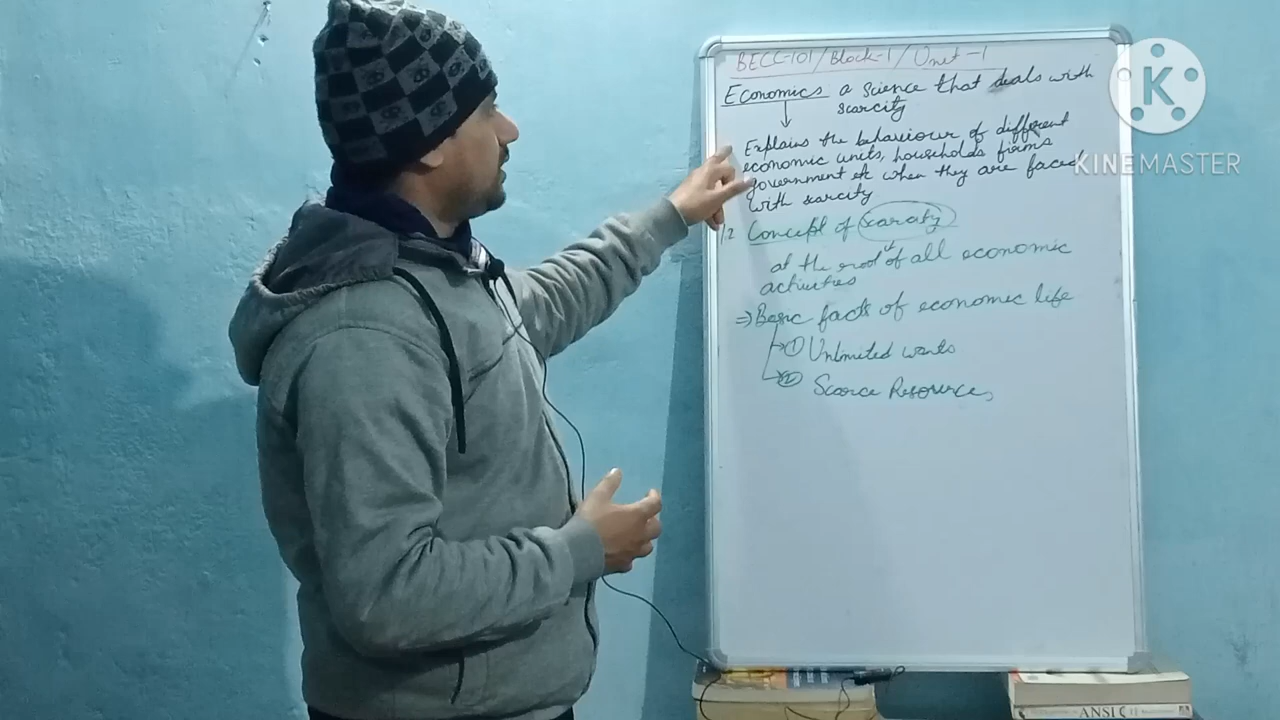 BECC-101/Block-1/Unit-1
Economics a science that deals with
scarcity
Explains the behaviour of different
economic units, households firms
government etc when they are faced
with scarcity
1.2 Concept of Scarcity
at the root of all economic
activities
⇒ Basic facts of economic life
→ ① Unlimited wants
→ ② Scarce Resources
K
KINEMASTER
ANSI C